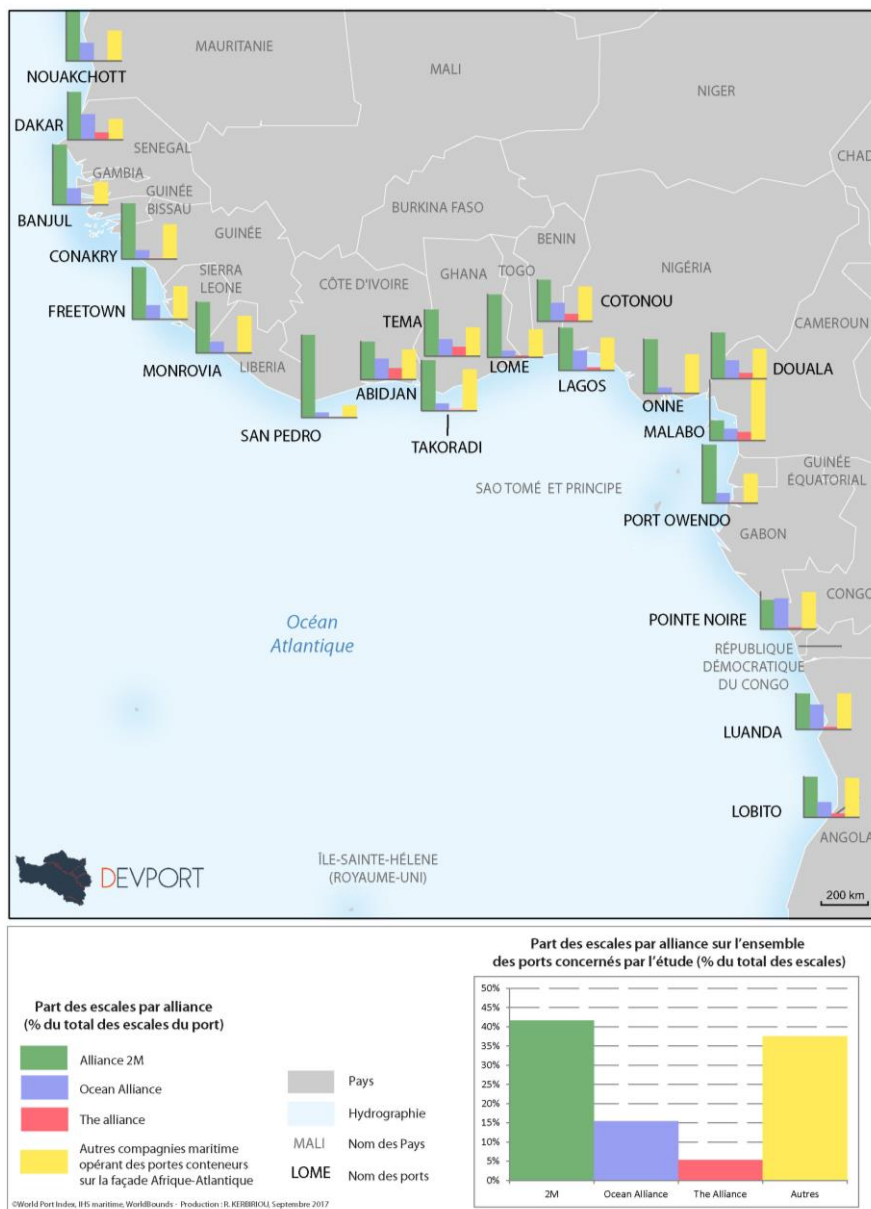 MAURITANIE
MALI
NIGER
NOUAKCHOTT
DAKAR
SENEGAL
CHAD
GAMBIA
GUINÉE
BISSAU
BANJUL
GUINÉE
BURKINA FASO
BENIN
CONAKRY
NIGÉRIA
SIERRA
LEONE
CÔTE D'IVOIRE
GHANA
TOGO
FREETOWN
TEMA
COTONOU
CAMEROUN
MONROVIA
LIBERIA
ABIDJAN
LOME
LAGOS
DOUALA
ONNE
SAN PEDRO
TAKORADI
MALABO
SAO TOMÉ ET PRINCIPE
GUINÉE
ÉQUATORIAL
PORT OWENDO
GABON
CONGO
POINTE NOIRE
Océan
Atlantique
RÉPUBLIQUE
DÉMOCRATIQUE
DU CONGO
LUANDA
LOBITO
ANGOLA
DEVPORT
ÎLE-SAINTE-HÉLENE
(ROYAUME-UNI)
200 km
Part des escales par alliance
(% du total des escales du port)
Alliance 2M
Ocean Alliance
The alliance
Autres compagnies maritime
opérant des portes conteneurs
sur la façade Afrique-Atlantique
Pays
Hydrographie
MALI Nom des Pays
LOME Nom des ports
Part des escales par alliance sur l'ensemble
des ports concernés par l'étude (% du total des escales)
50%
45%
40%
35%
30%
25%
20%
15%
10%
5%
0%
2M Ocean Alliance The Alliance Autres
©World Port Index, IHS maritime, WorldBounds - Production : R. KERBIRIOU, Septembre 2017